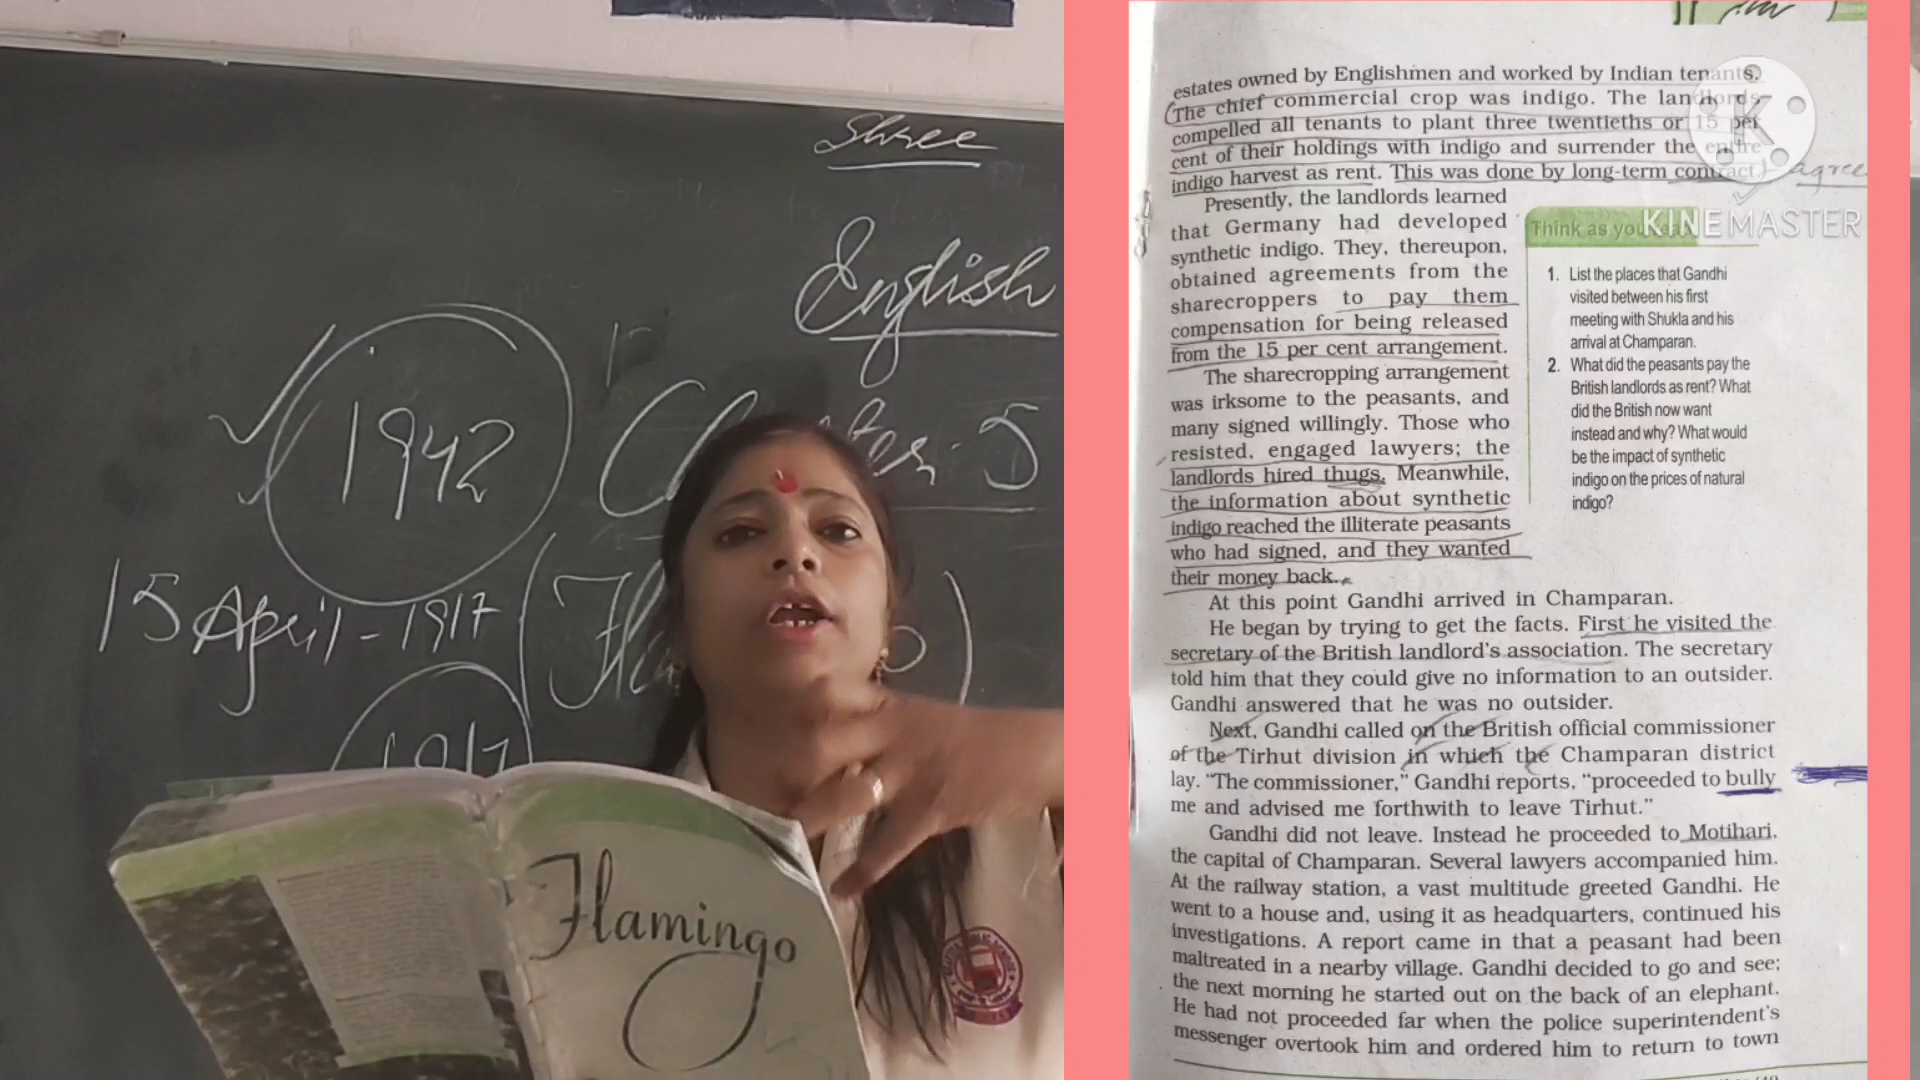 Shree
English
1942
15 April - 1917
Flamingo
estates owned by Englishmen and worked by Indian tenants.
The chief commercial crop was indigo. The landlords
compelled all tenants to plant three twentieths or 15 per
cent of their holdings with indigo and surrender the entire
indigo harvest as rent. This was done by long-term contract.
agree
Presently, the landlords learned
that Germany had developed
synthetic indigo. They, thereupon,
obtained agreements from the
sharecroppers to pay them
compensation for being released
from the 15 per cent arrangement.
The sharecropping arrangement
was irksome to the peasants, and
many signed willingly. Those who
resisted, engaged lawyers; the
landlords hired thugs. Meanwhile,
the information about synthetic
indigo reached the illiterate peasants
who had signed, and they wanted
their money back.
KINEMASTER
Think as you
1. List the places that Gandhi
visited between his first
meeting with Shukla and his
arrival at Champaran.
2. What did the peasants pay the
British landlords as rent? What
did the British now want
instead and why? What would
be the impact of synthetic
indigo on the prices of natural
indigo?
At this point Gandhi arrived in Champaran.
He began by trying to get the facts. First he visited the
secretary of the British landlord's association. The secretary
told him that they could give no information to an outsider.
Gandhi answered that he was no outsider.
Next, Gandhi called on the British official commissioner
of the Tirhut division in which the Champaran district
lay. “The commissioner,” Gandhi reports, “proceeded to bully
me and advised me forthwith to leave Tirhut.”
Gandhi did not leave. Instead he proceeded to Motihari,
the capital of Champaran. Several lawyers accompanied him.
At the railway station, a vast multitude greeted Gandhi. He
went to a house and, using it as headquarters, continued his
investigations. A report came in that a peasant had been
maltreated in a nearby village. Gandhi decided to go and see;
the next morning he started out on the back of an elephant.
He had not proceeded far when the police superintendent's
messenger overtook him and ordered him to return to town